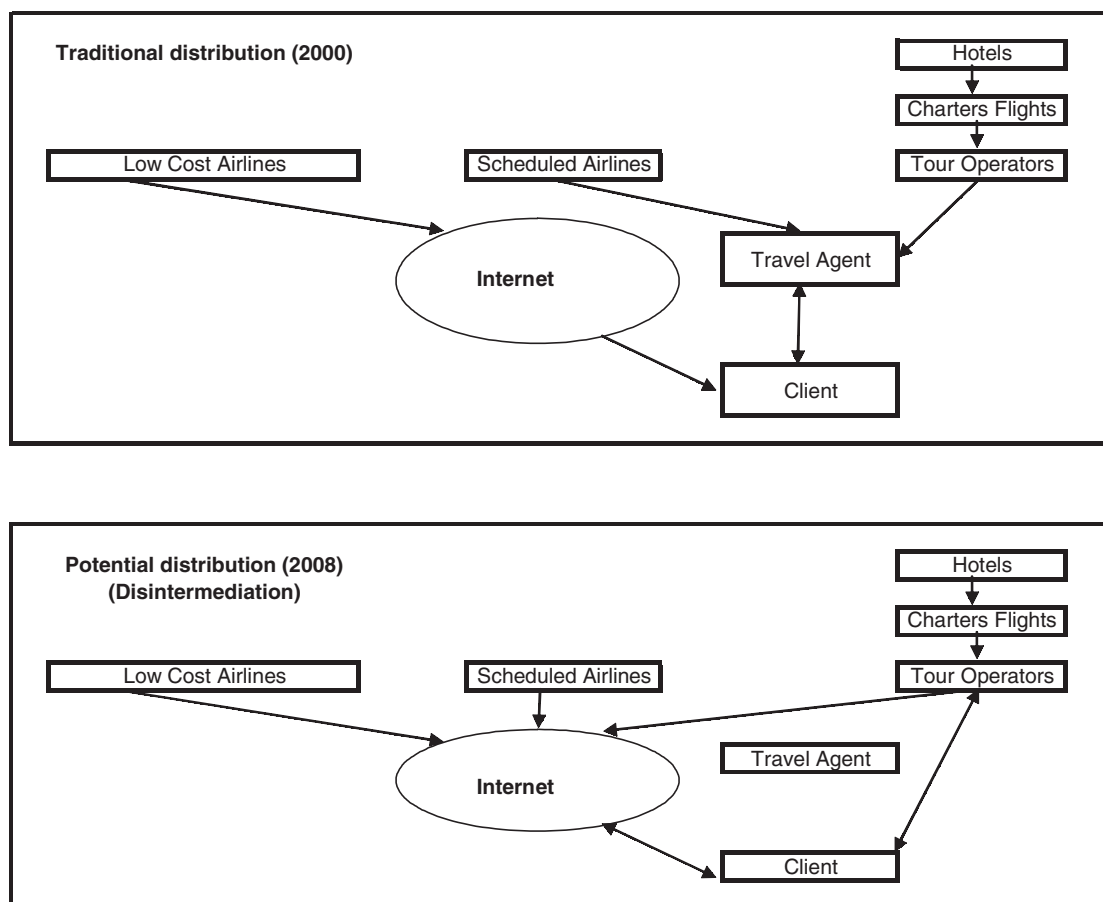 Traditional distribution (2000)
Hotels
Charters Flights
Low Cost Airlines
Scheduled Airlines
Tour Operators
Travel Agent
Internet
Client
Potential distribution (2008)
(Disintermediation)
Hotels
Charters Flights
Low Cost Airlines
Scheduled Airlines
Tour Operators
Travel Agent
Internet
Client